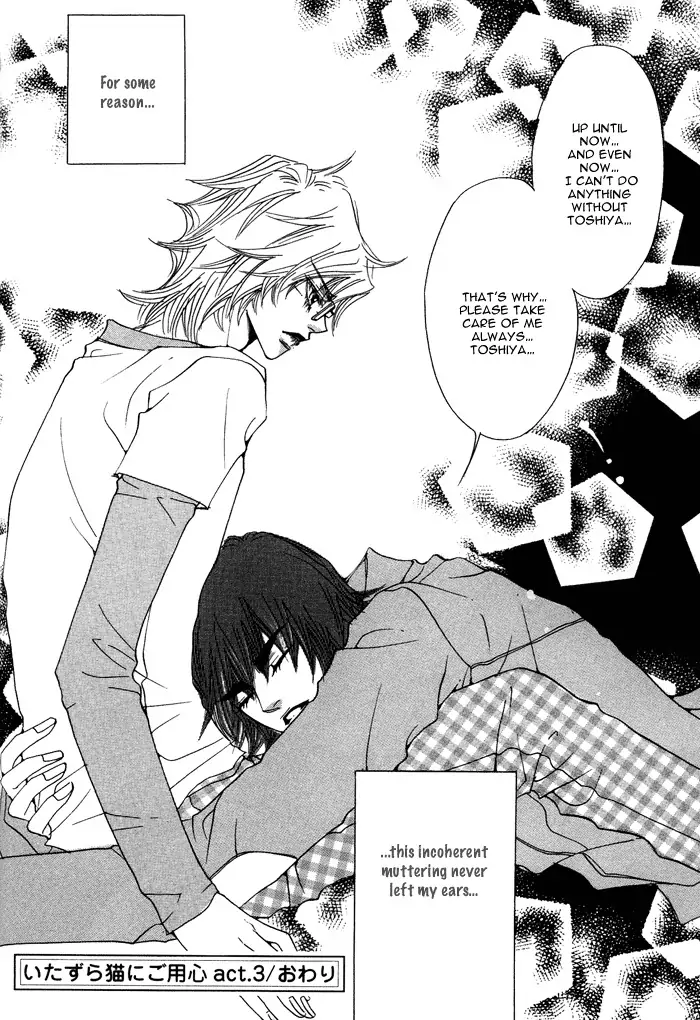 For some
reason...
UP UNTIL
NOW...
AND EVEN
NOW...
I CAN'T DO
ANYTHING
WITHOUT
TOSHIYA...
THAT'S WHY...
PLEASE TAKE
CARE OF ME
ALWAYS...
TOSHIYA...
...this incoherent
muttering never
left my ears...
いたずら猫にご用心 act.3/おわり